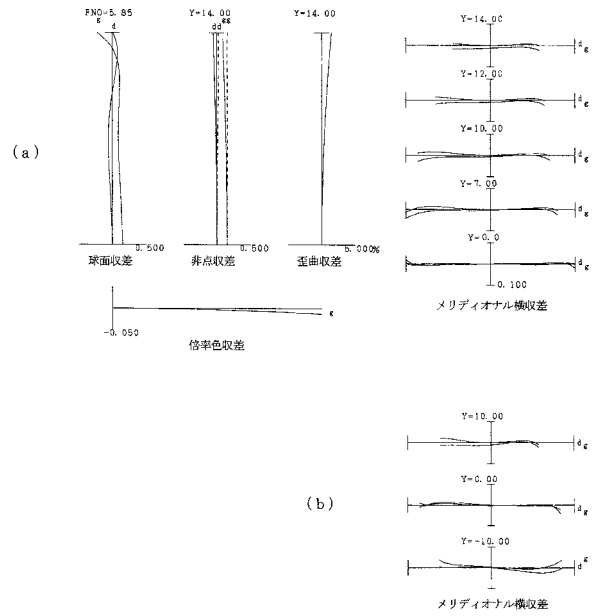 (a)
FNO=5.85
g
d
0.500
球面収差
Y=14.00
d d g g
0.500
非点収差
Y=14.00
5.000%
歪曲収差
-0.050
g
倍率色収差
Y=14.00
d g
Y=12.00
d g
Y=10.00
d g
Y=7.00
d g
Y=0.0
d g
0.100
メリディオナル横収差
(b)
Y=10.00
d g
Y=0.00
d g
Y=-10.00
g
d
メリディオナル横収差